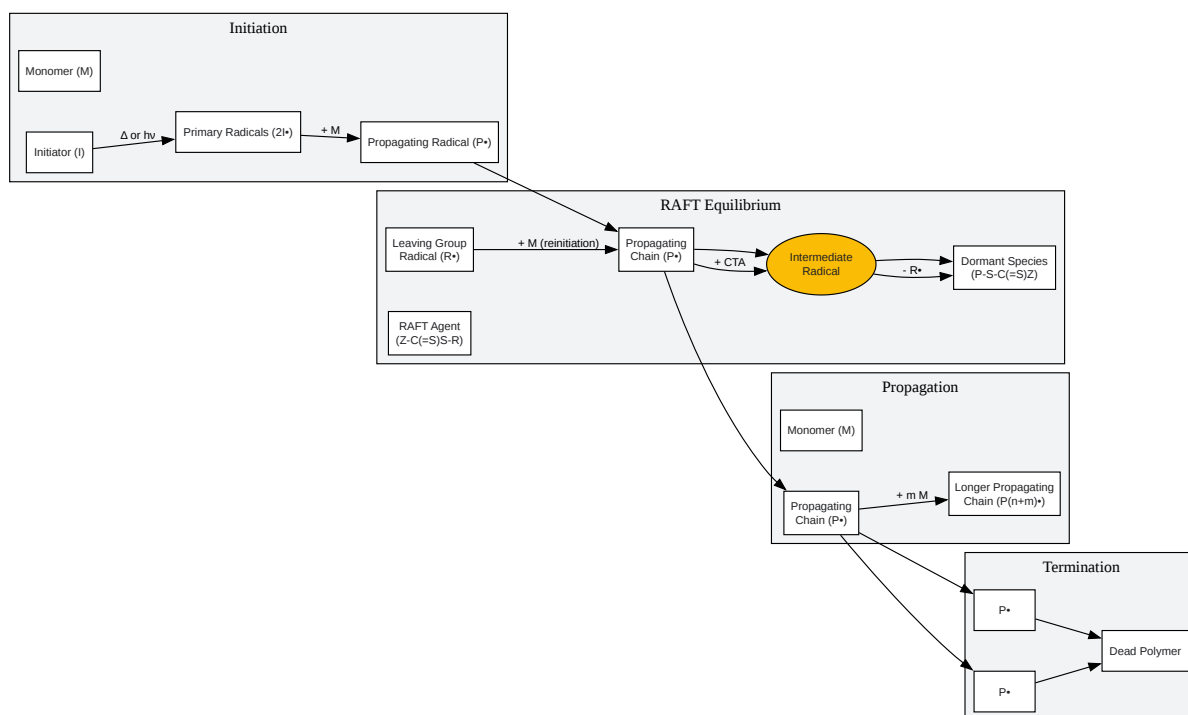 Initiation
Monomer (M)
Initiator (I)
Δ or hν
Primary Radicals (2I•)
+ M
Propagating Radical (P•)
RAFT Equilibrium
Leaving Group
Radical (R•)
+ M (reinitiation)
Propagating
Chain (P•)
+ CTA
Intermediate
Radical
- R•
Dormant Species
(P-S-C(=S)Z)
RAFT Agent
(Z-C(=S)S-R)
Propagation
Monomer (M)
Propagating
Chain (P•)
+ m M
Longer Propagating
Chain (P(n+m)•)
Termination
P•
P•
Dead Polymer